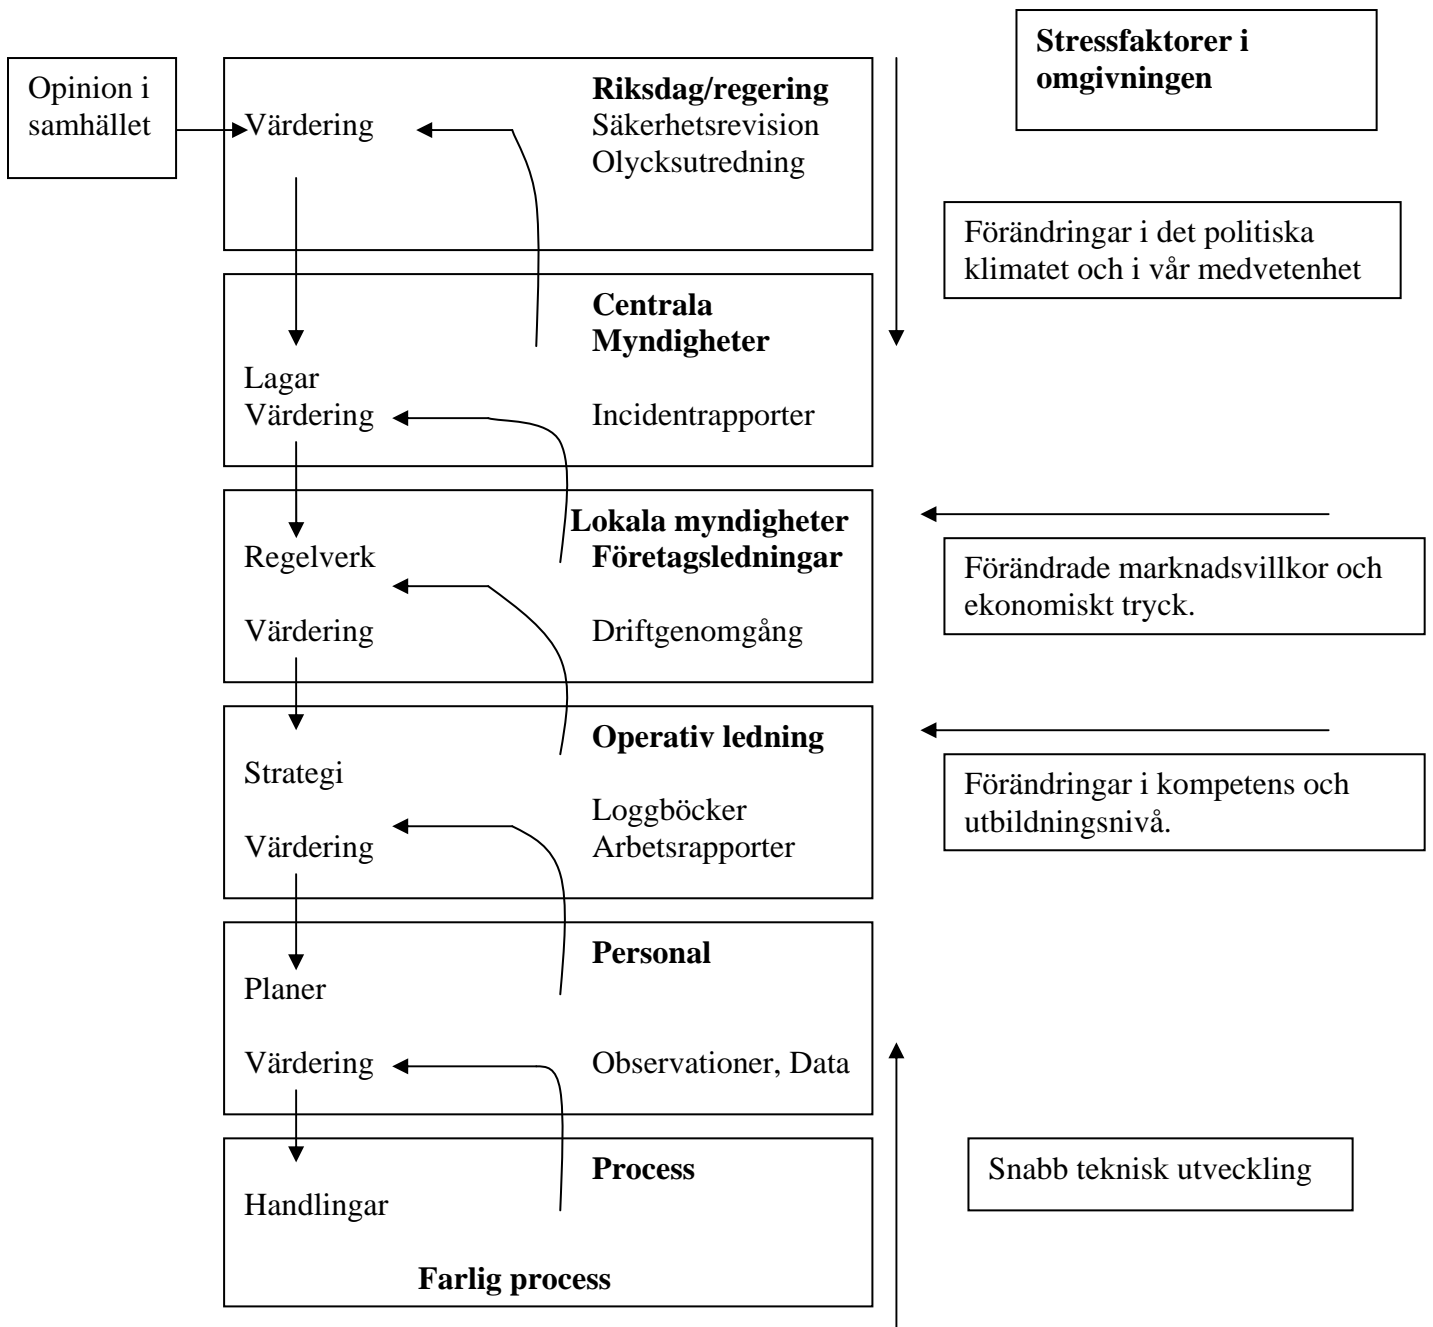 Stressfaktorer i
omgivningen
Opinion i
samhället
Riksdag/regering
Värdering
Säkerhetsrevision
Olycksutredning
Förändringar i det politiska
klimatet och i vår medvetenhet
Centrala
Myndigheter
Lagar
Värdering
Incidentrapporter
Lokala myndigheter
Regelverk
Företagsledningar
Värdering
Driftgenomgång
Förändrade marknadsvillkor och
ekonomiskt tryck.
Operativ ledning
Strategi
Loggböcker
Värdering
Arbetsrapporter
Förändringar i kompetens och
utbildningsnivå.
Personal
Planer
Värdering
Observationer, Data
Process
Handlingar
Farlig process
Snabb teknisk utveckling